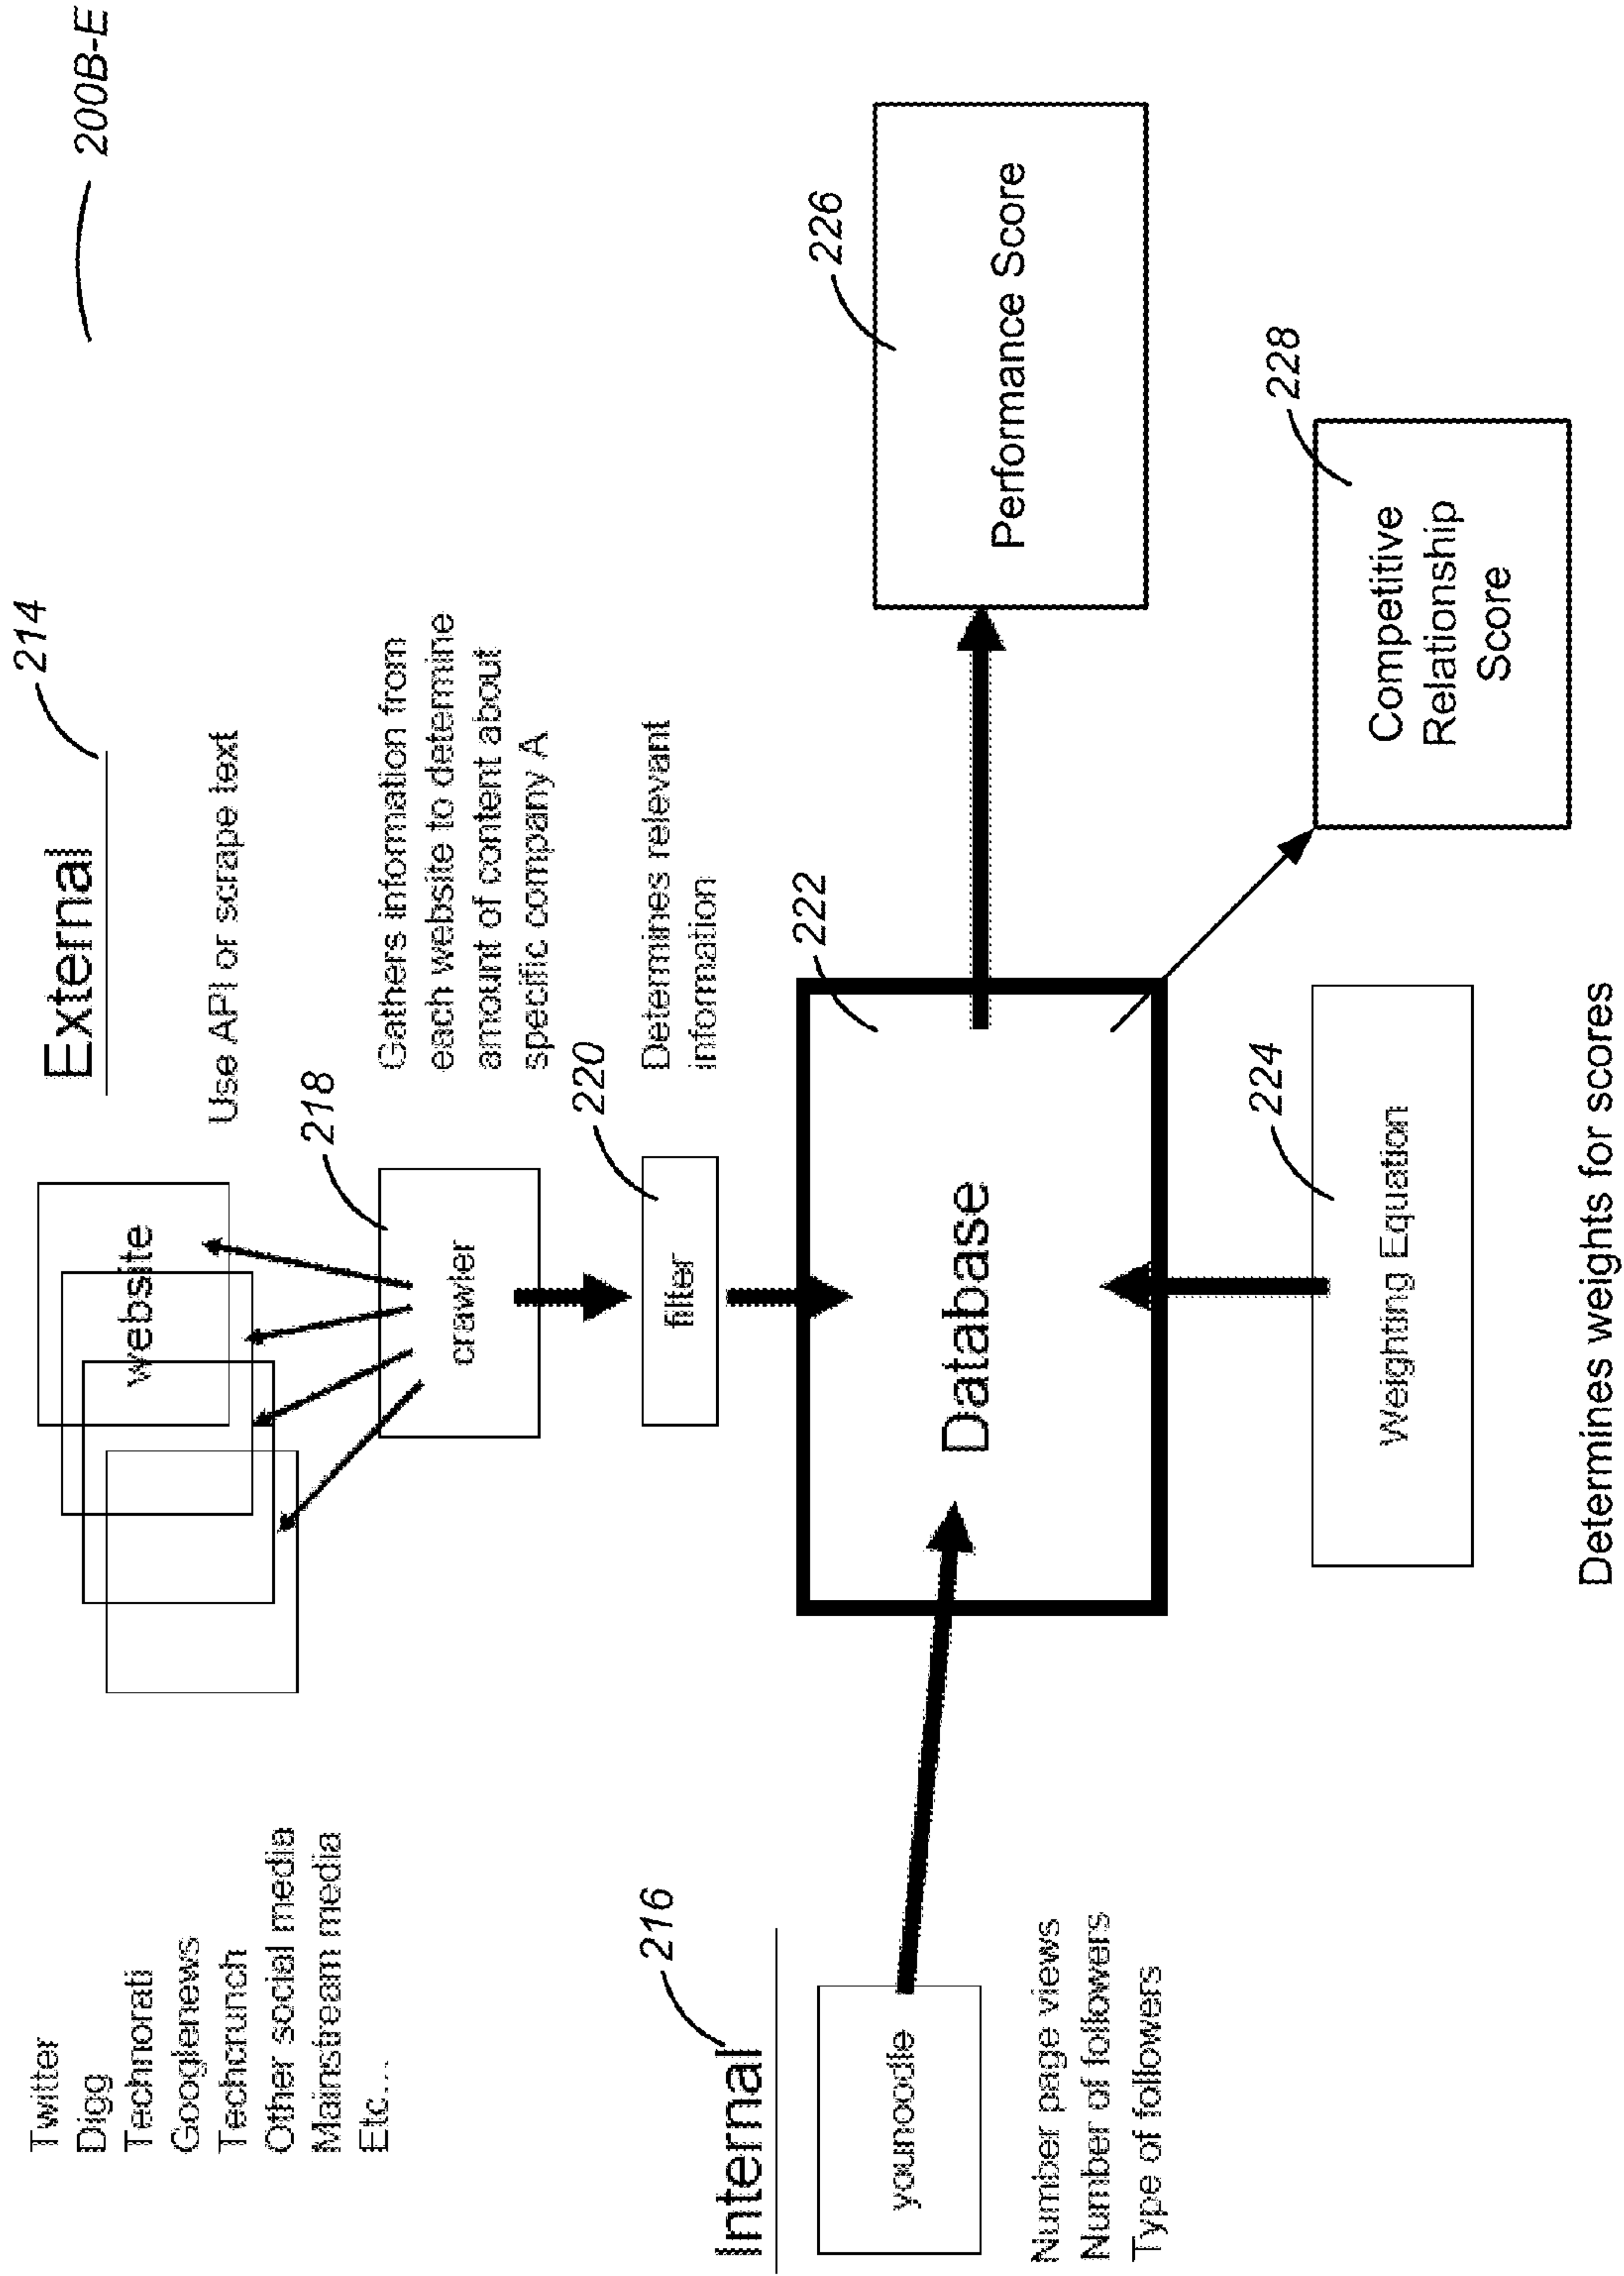 200B-E
External
214
Twitter
Digg
Technorati
Googlenews
Techcrunch
Other social media
Mainstream media
Etc...
website
Use API or scrape text
218
crawler
Gathers information from
each website to determine
amount of content about
specific company A
220
filter
Determines relevant
information
Internal
216
younoodle
Number page views
Number of followers
Type of followers
222
Database
226
Performance Score
228
Competitive
Relationship
Score
224
Weighting Equation
Determines weights for scores